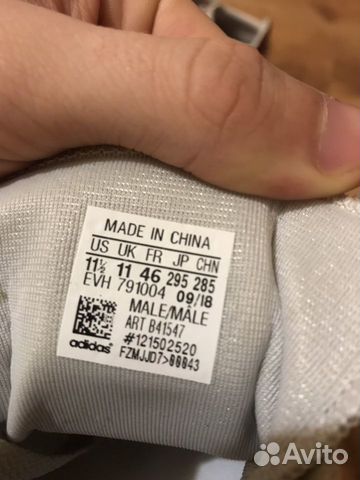 MADE IN CHINA
US UK FR JP CHN
11½ 11 46 295 285
EVH 791004 09/18
MALE/MÂLE
ART B41547
#121502520
adidas FZMJJD7>00043
Avito